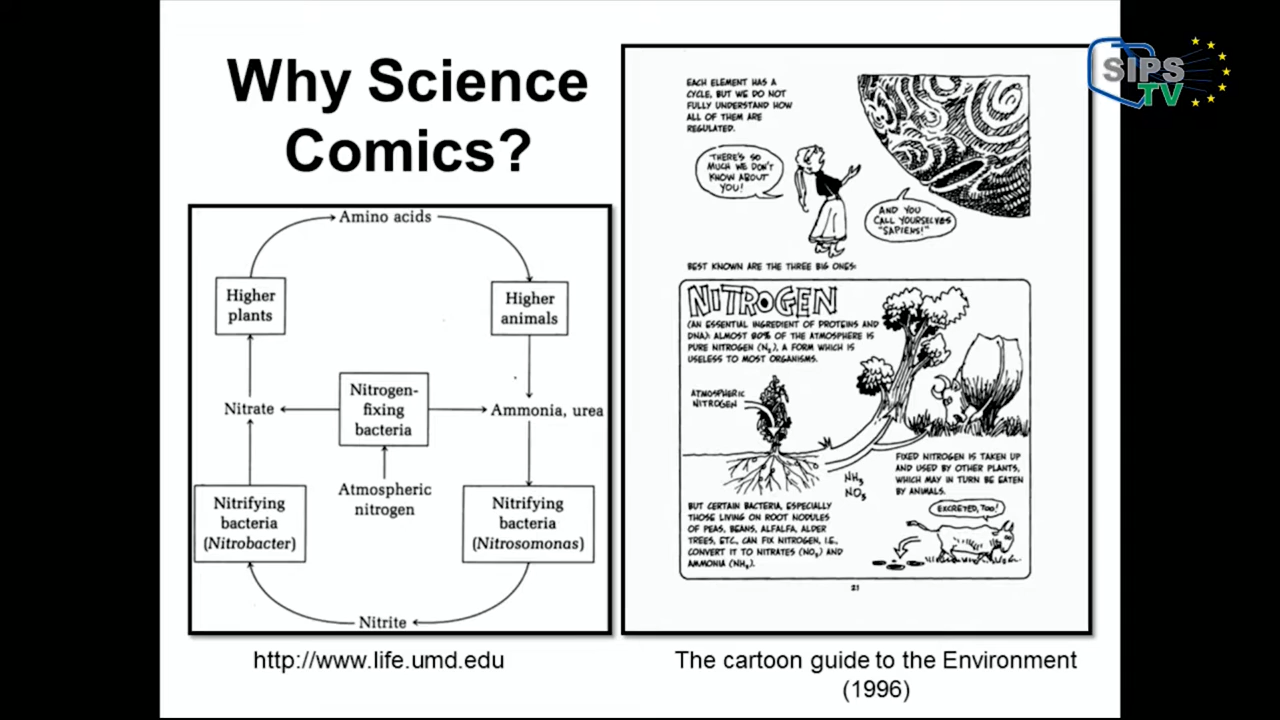 Why Science
Comics?
SIPS
TV
Amino acids
Higher
plants
Higher
animals
Nitrogen-
fixing
bacteria
Nitrate
Ammonia, urea
Atmospheric
nitrogen
Nitrifying
bacteria
(Nitrobacter)
Nitrifying
bacteria
(Nitrosomonas)
Nitrite
http://www.life.umd.edu
EACH ELEMENT HAS A
CYCLE, BUT WE DO NOT
FULLY UNDERSTAND HOW
ALL OF THEM ARE
REGULATED.
THERE'S SO
MUCH WE DON'T
KNOW ABOUT
YOU!
AND YOU
CALL YOURSELVES
"SAPIENS!"
BEST KNOWN ARE THE THREE BIG ONES:
NITROGEN
(AN ESSENTIAL INGREDIENT OF PROTEINS AND
DNA): ALMOST 80% OF THE ATMOSPHERE IS
PURE NITROGEN (N₂), A FORM WHICH IS
USELESS TO MOST ORGANISMS.
ATMOSPHERIC
NITROGEN
NH₃
NO₃
FIXED NITROGEN IS TAKEN UP
AND USED BY OTHER PLANTS,
WHICH MAY IN TURN BE EATEN
BY ANIMALS.
EXCRETED, TOO!
BUT CERTAIN BACTERIA, ESPECIALLY
THOSE LIVING ON ROOT NODULES
OF PEAS, BEANS, ALFALFA, ALDER
TREES, ETC., CAN FIX NITROGEN, I.E.,
CONVERT IT TO NITRATES (NO₃) AND
AMMONIA (NH₃).
21
The cartoon guide to the Environment
(1996)